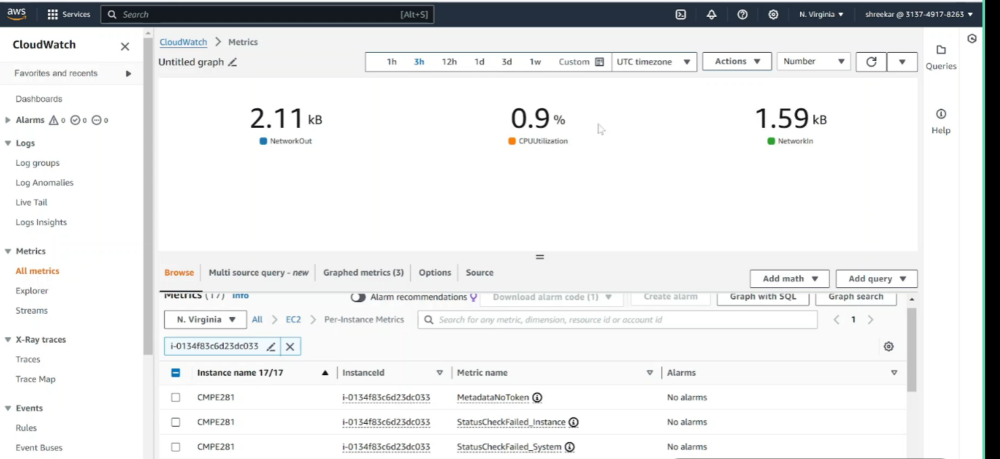 aws
Services
Search
[Alt+S]
N. Virginia
shreekar @ 3137-4917-8263
CloudWatch
Favorites and recents
Dashboards
Alarms 0 0 0
Logs
Log groups
Log Anomalies
Live Tail
Logs Insights
Metrics
All metrics
Explorer
Streams
X-Ray traces
Traces
Trace Map
Events
Rules
Event Buses
CloudWatch > Metrics
Untitled graph
1h 3h 12h 1d 3d 1w Custom UTC timezone
Actions
Number
Queries
Help
2.11 kB
NetworkOut
0.9 %
CPUUtilization
1.59 kB
NetworkIn
Browse
Multi source query - new
Graphed metrics (3)
Options
Source
Add math
Add query
Metrics (17) Info
Alarm recommendations
Download alarm code (1)
Create alarm
Graph with SQL
Graph search
N. Virginia
All > EC2 > Per-Instance Metrics
Search for any metric, dimension, resource id or account id
1
i-0134f83c6d23dc033
Instance name 17/17 InstanceId Metric name Alarms
CMPE281 i-0134f83c6d23dc033 MetadataNoToken No alarms
CMPE281 i-0134f83c6d23dc033 StatusCheckFailed_Instance No alarms
CMPE281 i-0134f83c6d23dc033 StatusCheckFailed_System No alarms